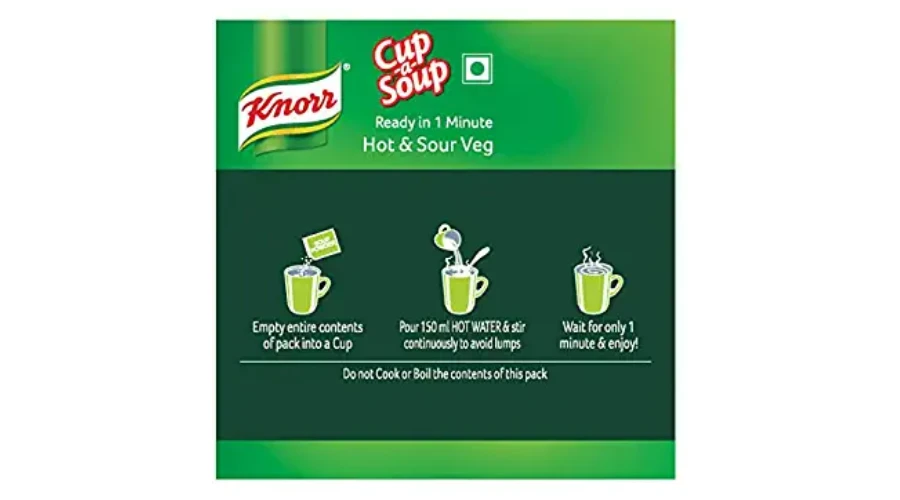 Knorr®
Cup
-a-
Soup
Ready in 1 Minute
Hot & Sour Veg
SOUP
POWDER
Empty entire contents
of pack into a Cup
Pour 150 ml HOT WATER & stir
continuously to avoid lumps
Wait for only 1
minute & enjoy!
Do not Cook or Boil the contents of this pack